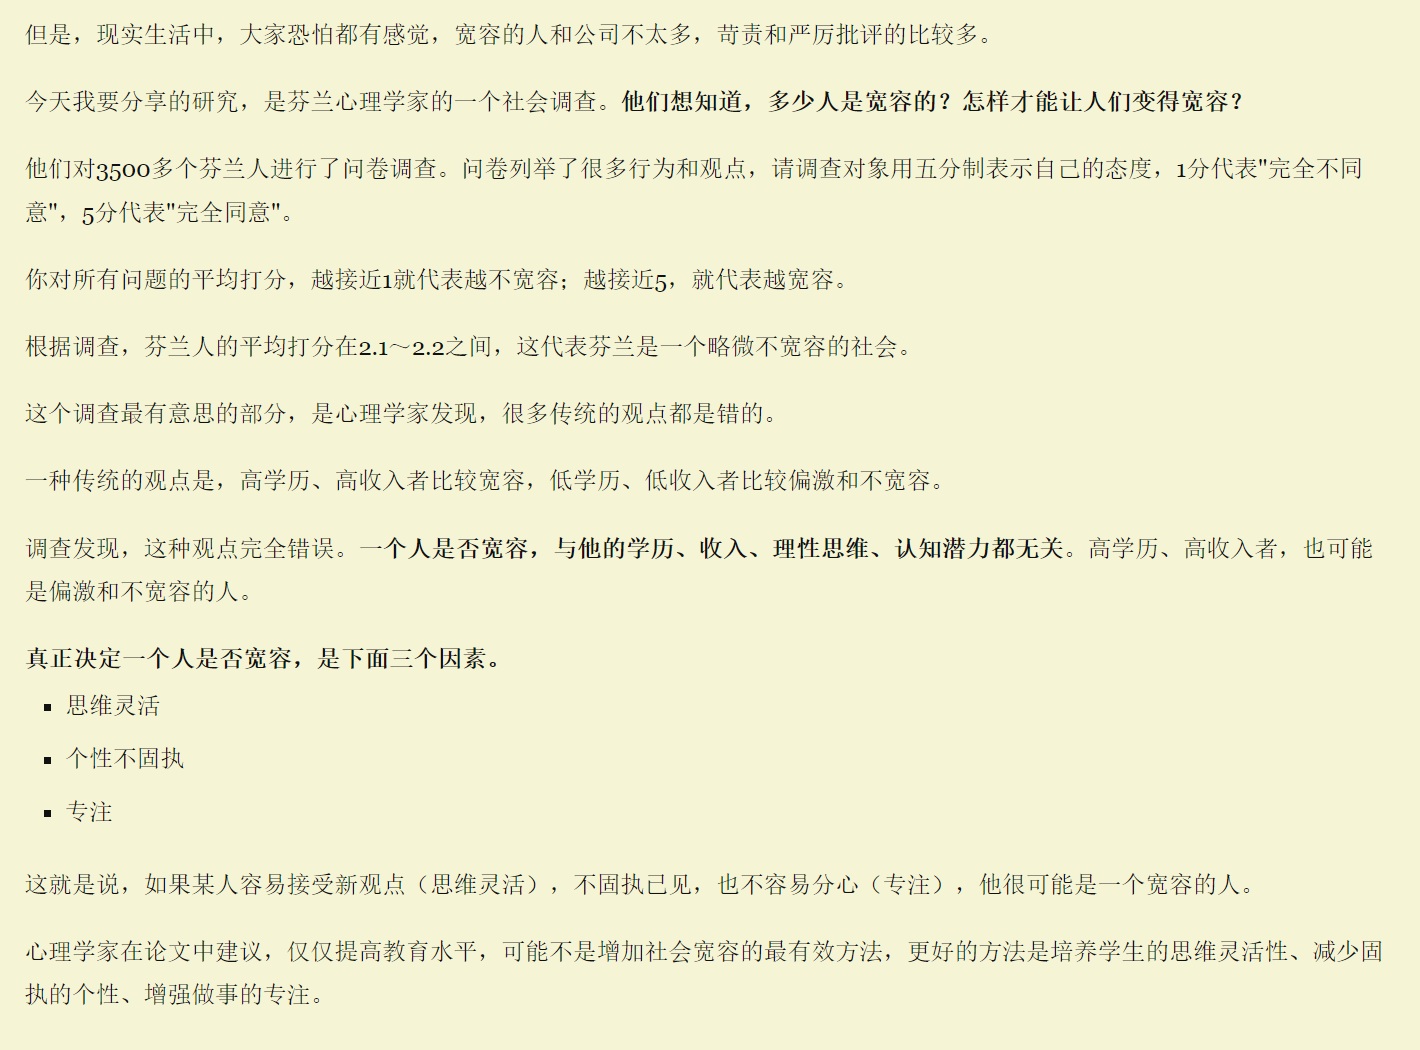 但是，现实生活中，大家恐怕都有感觉，宽容的人和公司不太多，苛责和严厉批评的比较多。
今天我要分享的研究，是芬兰心理学家的一个社会调查。他们想知道，多少人是宽容的？怎样才能让人们变得宽容？
他们对3500多个芬兰人进行了问卷调查。问卷列举了很多行为和观点，请调查对象用五分制表示自己的态度，1分代表"完全不同
意"，5分代表"完全同意"。
你对所有问题的平均打分，越接近1就代表越不宽容；越接近5，就代表越宽容。
根据调查，芬兰人的平均打分在2.1～2.2之间，这代表芬兰是一个略微不宽容的社会。
这个调查最有意思的部分，是心理学家发现，很多传统的观点都是错的。
一种传统的观点是，高学历、高收入者比较宽容，低学历、低收入者比较偏激和不宽容。
调查发现，这种观点完全错误。一个人是否宽容，与他的学历、收入、理性思维、认知潜力都无关。高学历、高收入者，也可能
是偏激和不宽容的人。
真正决定一个人是否宽容，是下面三个因素。
▪ 思维灵活
▪ 个性不固执
▪ 专注
这就是说，如果某人容易接受新观点（思维灵活），不固执已见，也不容易分心（专注），他很可能是一个宽容的人。
心理学家在论文中建议，仅仅提高教育水平，可能不是增加社会宽容的最有效方法，更好的方法是培养学生的思维灵活性、减少固
执的个性、增强做事的专注。